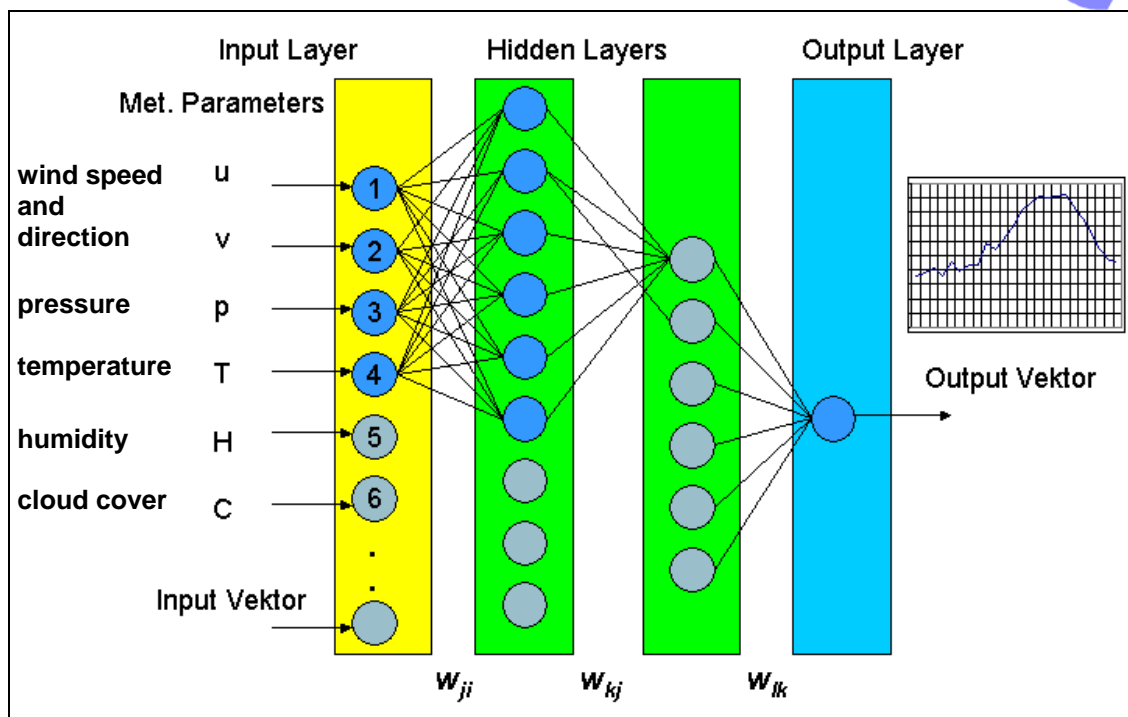 Input Layer Hidden Layers Output Layer
Met. Parameters
wind speed u 1
and
direction v 2
pressure p 3
temperature T 4
humidity H 5
cloud cover C 6
.
.
Input Vektor
Output Vektor
w_ji w_kj w_lk